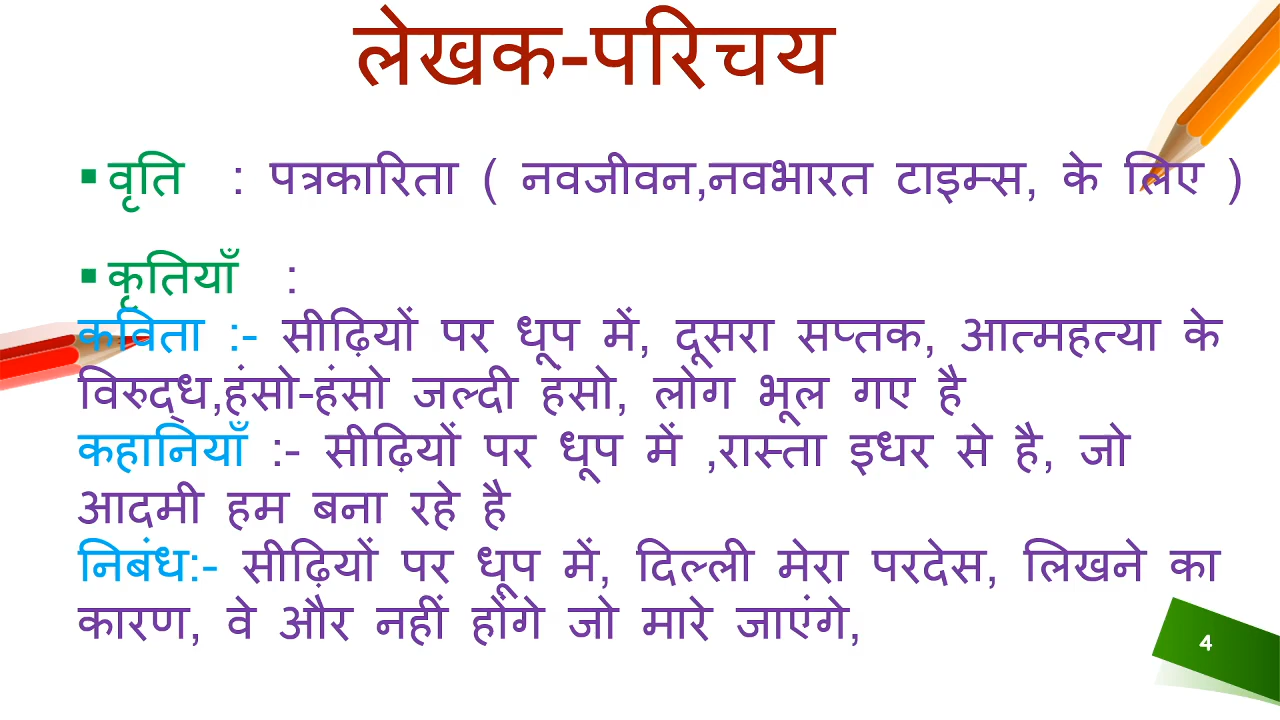 लेखक-परिचय
▪ वृति : पत्रकारिता ( नवजीवन,नवभारत टाइम्स, के लिए )
▪ कृतियाँ :
कविता :- सीढ़ियों पर धूप में, दूसरा सप्तक, आत्महत्या के
विरुद्ध,हंसो-हंसो जल्दी हंसो, लोग भूल गए है
कहानियाँ :- सीढ़ियों पर धूप में ,रास्ता इधर से है, जो
आदमी हम बना रहे है
निबंध:- सीढ़ियों पर धूप में, दिल्ली मेरा परदेस, लिखने का
कारण, वे और नहीं होंगे जो मारे जाएंगे,
4